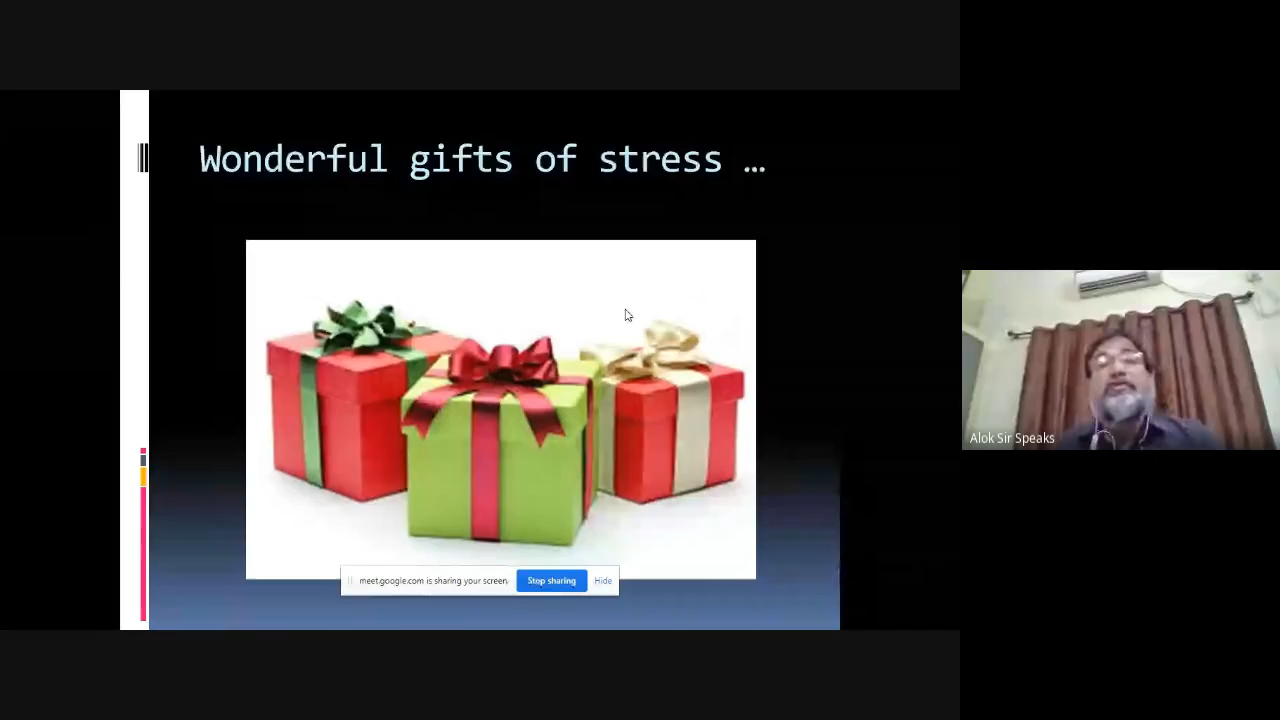 Wonderful gifts of stress …
Alok Sir Speaks
meet.google.com is sharing your screen.
Stop sharing
Hide